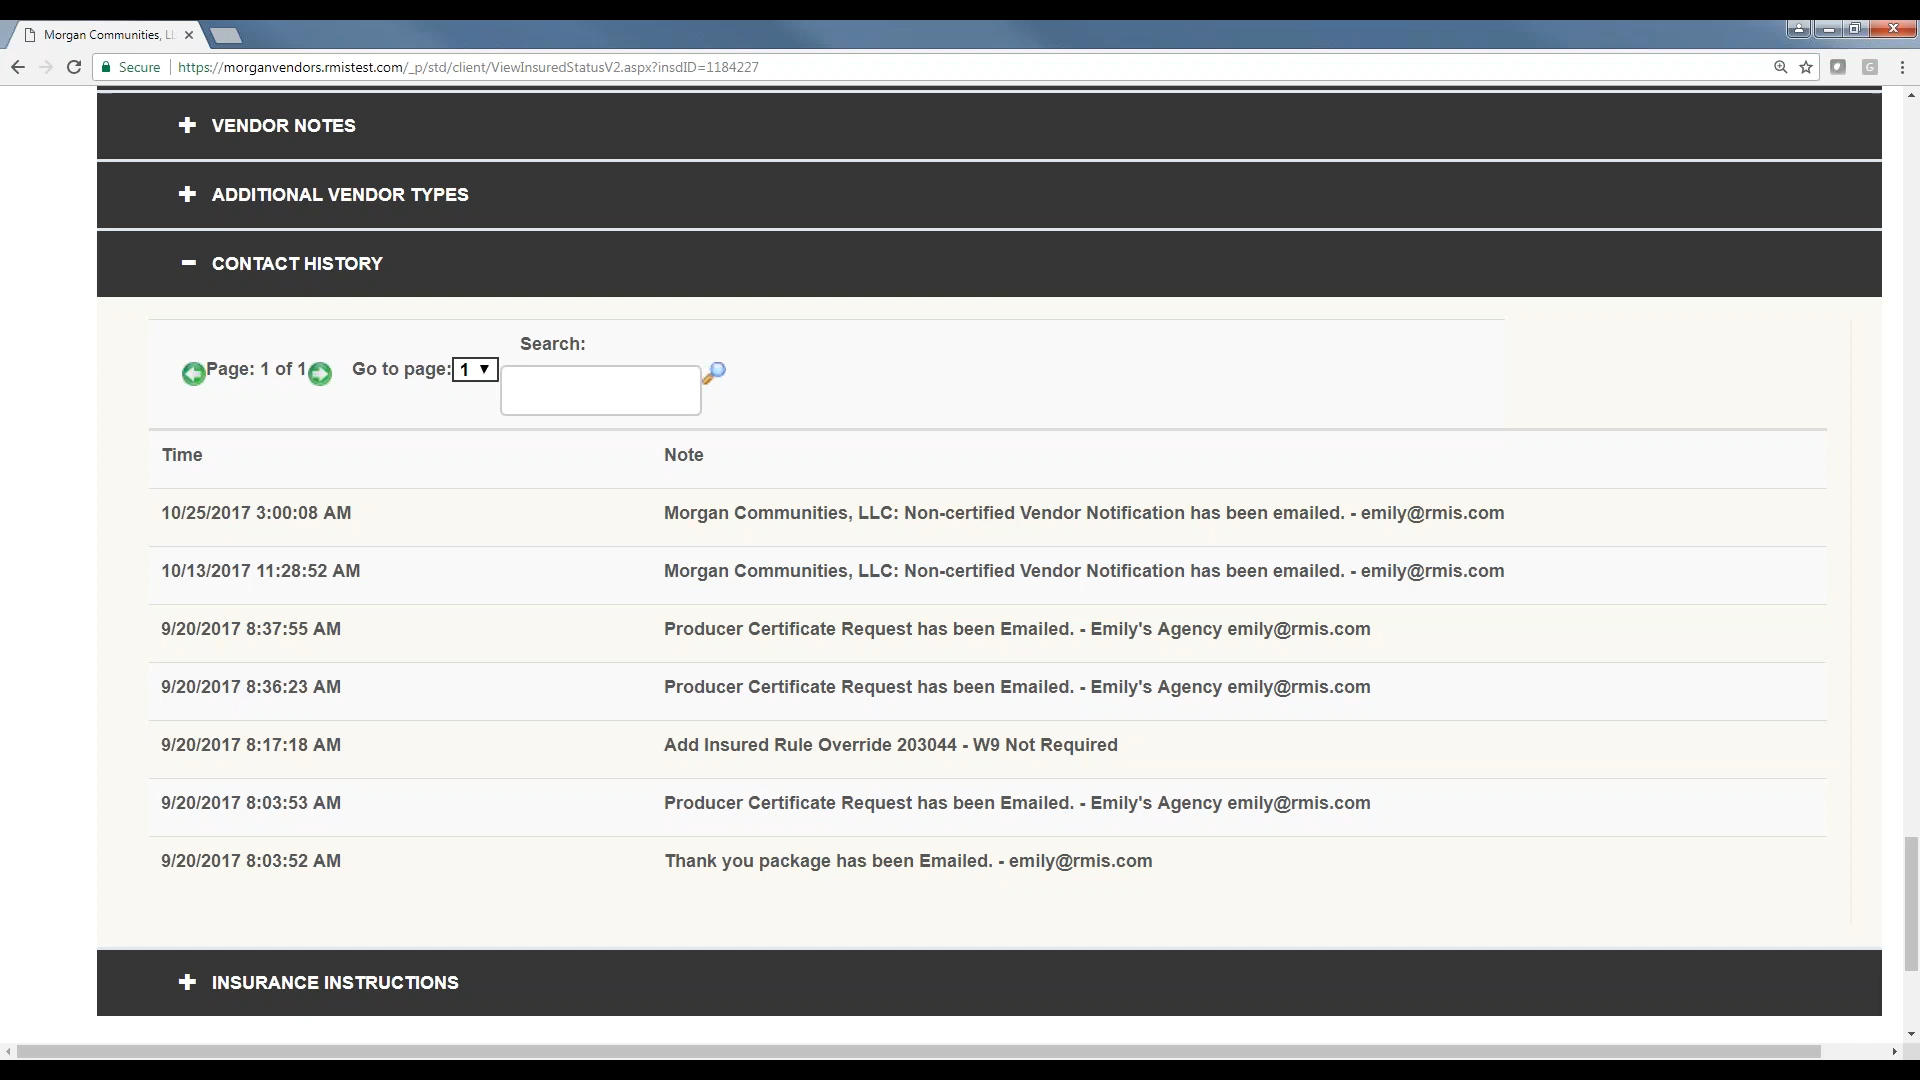 Morgan Communities, L
Secure
https://morganvendors.rmistest.com/_p/std/client/ViewInsuredStatusV2.aspx?insdID=1184227
G
VENDOR NOTES
ADDITIONAL VENDOR TYPES
CONTACT HISTORY
Search:
Page: 1 of 1 Go to page: 1
Time Note
10/25/2017 3:00:08 AM Morgan Communities, LLC: Non-certified Vendor Notification has been emailed. - emily@rmis.com
10/13/2017 11:28:52 AM Morgan Communities, LLC: Non-certified Vendor Notification has been emailed. - emily@rmis.com
9/20/2017 8:37:55 AM Producer Certificate Request has been Emailed. - Emily's Agency emily@rmis.com
9/20/2017 8:36:23 AM Producer Certificate Request has been Emailed. - Emily's Agency emily@rmis.com
9/20/2017 8:17:18 AM Add Insured Rule Override 203044 - W9 Not Required
9/20/2017 8:03:53 AM Producer Certificate Request has been Emailed. - Emily's Agency emily@rmis.com
9/20/2017 8:03:52 AM Thank you package has been Emailed. - emily@rmis.com
INSURANCE INSTRUCTIONS